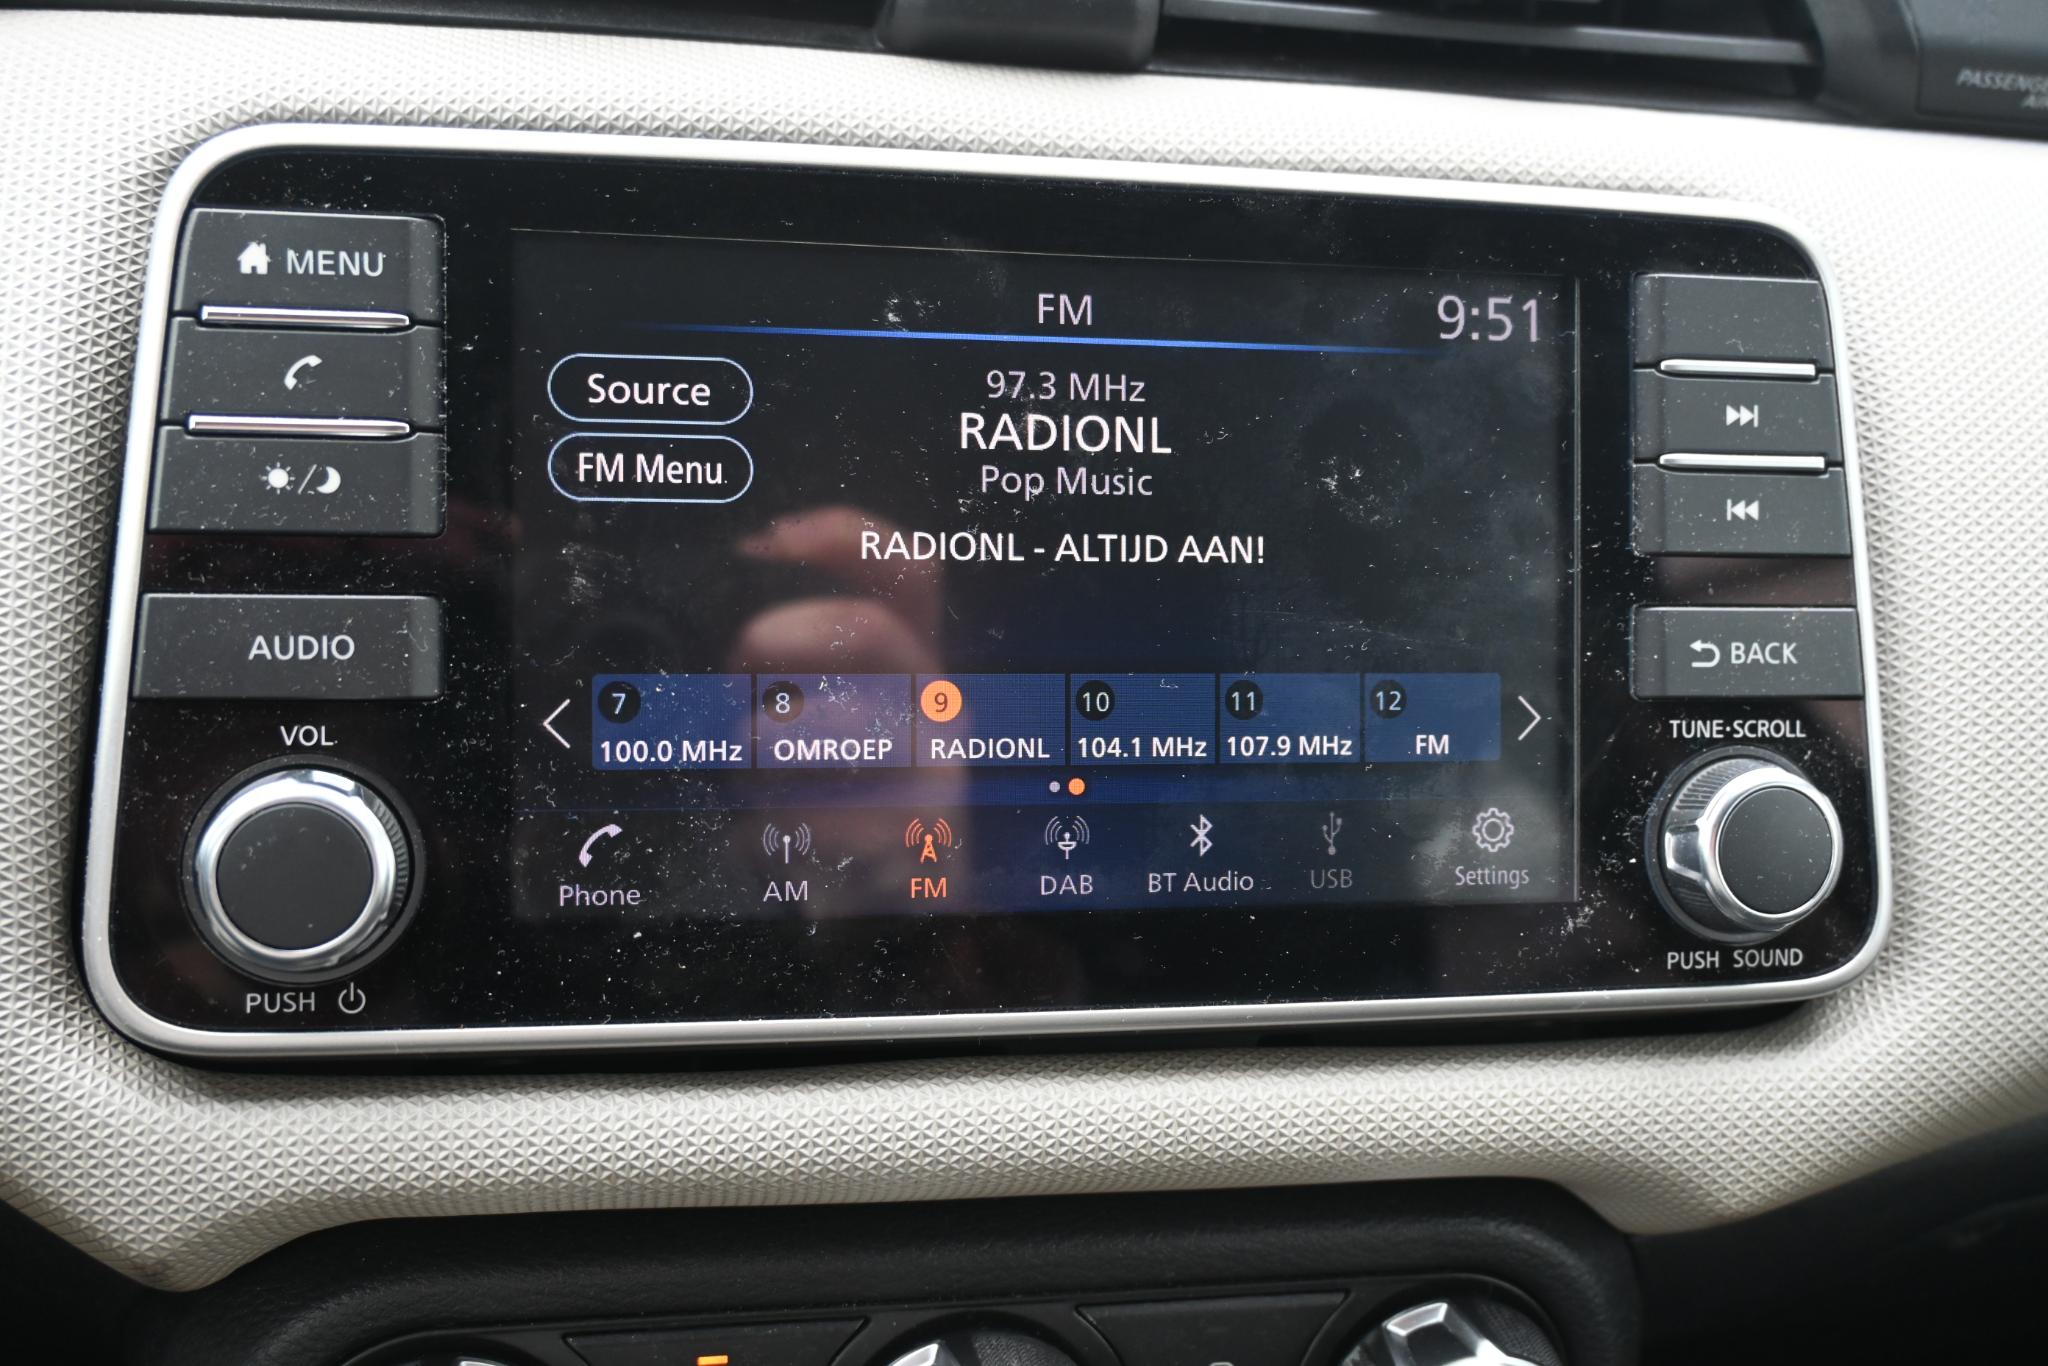 PASSENGER
MENU
FM
9:51
Source
97.3 MHz
RADIONL
FM Menu
Pop Music
RADIONL - ALTIJD AAN!
AUDIO
BACK
7
8
9
10
11
12
100.0 MHz
OMROEP
RADIONL
104.1 MHz
107.9 MHz
FM
VOL
TUNE·SCROLL
Phone
AM
FM
DAB
BT Audio
USB
Settings
PUSH
PUSH SOUND